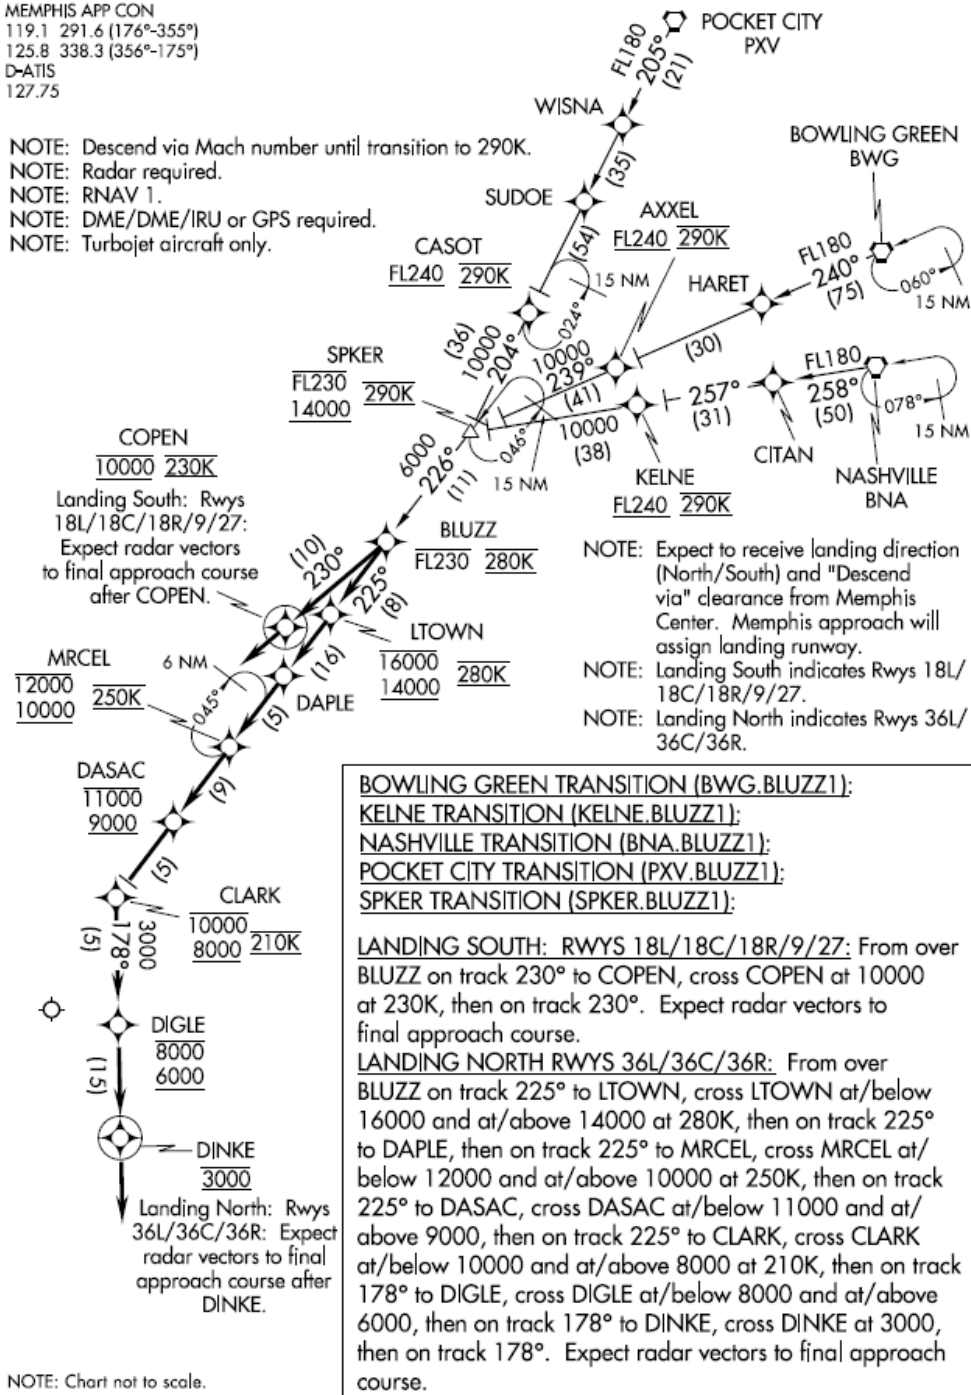 MEMPHIS APP CON
119.1 291.6 (176°-355°)
125.8 338.3 (356°-175°)
D-ATIS
127.75
POCKET CITY
PXV
FL180
205°
(21)
WISNA
NOTE: Descend via Mach number until transition to 290K.
NOTE: Radar required.
NOTE: RNAV 1.
NOTE: DME/DME/IRU or GPS required.
NOTE: Turbojet aircraft only.
(35)
SUDOE
BOWLING GREEN
BWG
AXXEL
FL240 290K
(54)
CASOT
FL240 290K
15 NM
024°
HARET
FL180
240°
(75)
060°
15 NM
(30)
(36)
10000
204°
10000
239°
(41)
SPKER
FL230
14000
290K
FL180
258°
(50)
257°
(31)
078°
15 NM
CITAN
NASHVILLE
BNA
10000
(38)
046°
15 NM
KELNE
FL240 290K
COPEN
10000 230K
Landing South: Rwys
18L/18C/18R/9/27:
Expect radar vectors
to final approach course
after COPEN.
6000
226°
(11)
BLUZZ
FL230 280K
(10)
230°
225°
(8)
LTOWN
16000
14000
280K
NOTE: Expect to receive landing direction
(North/South) and "Descend
via" clearance from Memphis
Center. Memphis approach will
assign landing runway.
NOTE: Landing South indicates Rwys 18L/
18C/18R/9/27.
NOTE: Landing North indicates Rwys 36L/
36C/36R.
(16)
DAPLE
MRCEL
12000
10000
250K
6 NM
045°
(5)
DASAC
11000
9000
(9)
(5)
CLARK
10000
8000
210K
3000
178°
(5)
DIGLE
8000
6000
(15)
DINKE
3000
Landing North: Rwys
36L/36C/36R: Expect
radar vectors to final
approach course after
DINKE.
NOTE: Chart not to scale.
BOWLING GREEN TRANSITION (BWG.BLUZZ1):
KELNE TRANSITION (KELNE.BLUZZ1):
NASHVILLE TRANSITION (BNA.BLUZZ1):
POCKET CITY TRANSITION (PXV.BLUZZ1):
SPKER TRANSITION (SPKER.BLUZZ1):
LANDING SOUTH: RWYS 18L/18C/18R/9/27: From over
BLUZZ on track 230° to COPEN, cross COPEN at 10000
at 230K, then on track 230°. Expect radar vectors to
final approach course.
LANDING NORTH RWYS 36L/36C/36R: From over
BLUZZ on track 225° to LTOWN, cross LTOWN at/below
16000 and at/above 14000 at 280K, then on track 225°
to DAPLE, then on track 225° to MRCEL, cross MRCEL at/
below 12000 and at/above 10000 at 250K, then on track
225° to DASAC, cross DASAC at/below 11000 and at/
above 9000, then on track 225° to CLARK, cross CLARK
at/below 10000 and at/above 8000 at 210K, then on track
178° to DIGLE, cross DIGLE at/below 8000 and at/above
6000, then on track 178° to DINKE, cross DINKE at 3000,
then on track 178°. Expect radar vectors to final approach
course.